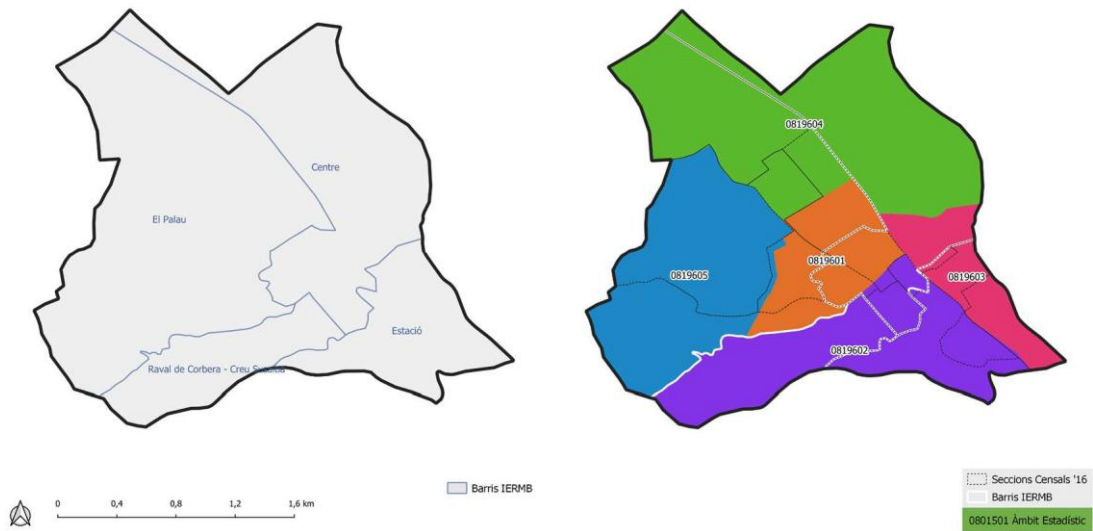 Centre
El Palau
Estació
Raval de Corbera - Creu
Barris IERMB
0 0,4 0,8 1,2 1,6 km
0819604
0819601
0819605
0819603
0819602
Seccions Censals '16
Barris IERMB
0801501 Àmbit Estadístic